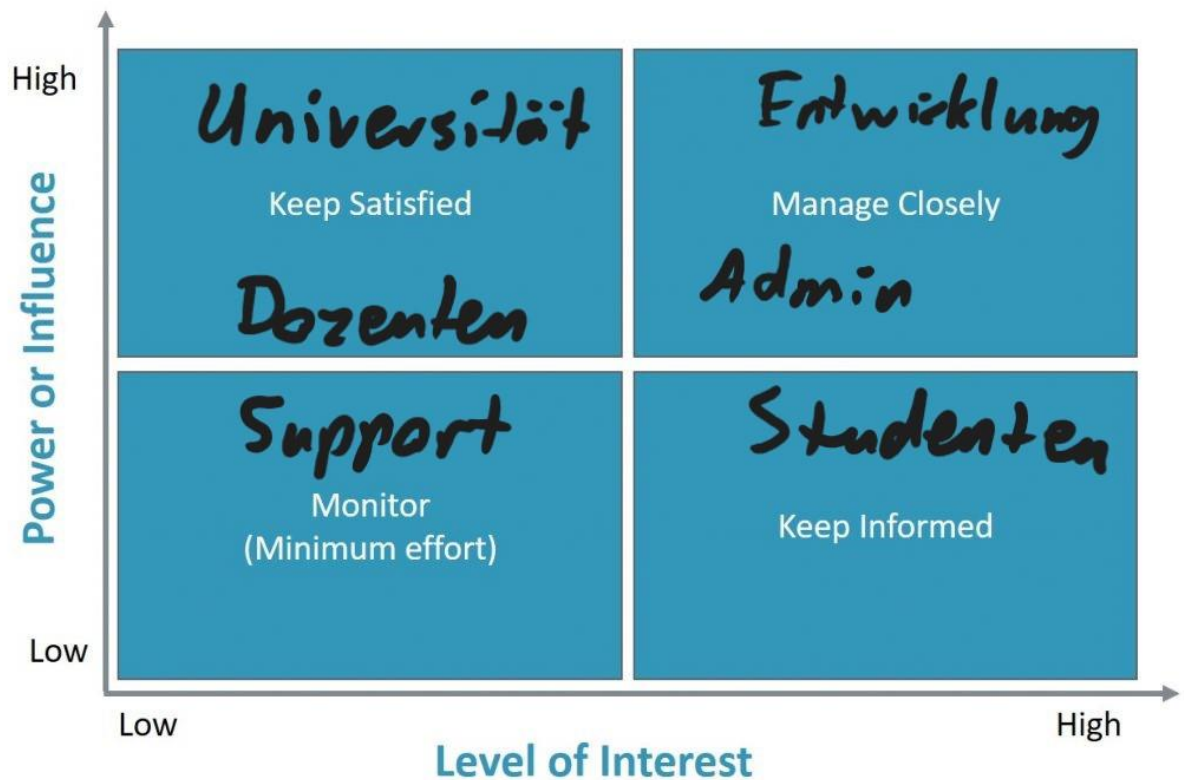 High
Universität
Keep Satisfied
Dozenten
Entwicklung
Manage Closely
Admin
Power or Influence
Support
Monitor
(Minimum effort)
Studenten
Keep Informed
Low
Low
High
Level of Interest